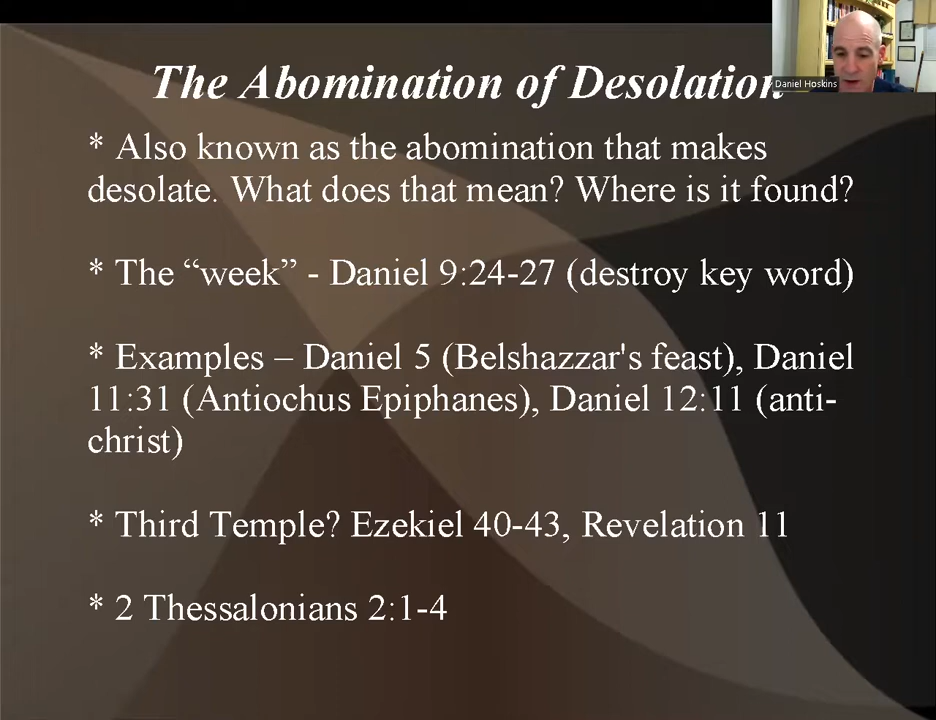 The Abomination of Desolation
Daniel Hoskins
* Also known as the abomination that makes
desolate. What does that mean? Where is it found?
* The “week” - Daniel 9:24-27 (destroy key word)
* Examples – Daniel 5 (Belshazzar's feast), Daniel
11:31 (Antiochus Epiphanes), Daniel 12:11 (anti-
christ)
* Third Temple? Ezekiel 40-43, Revelation 11
* 2 Thessalonians 2:1-4